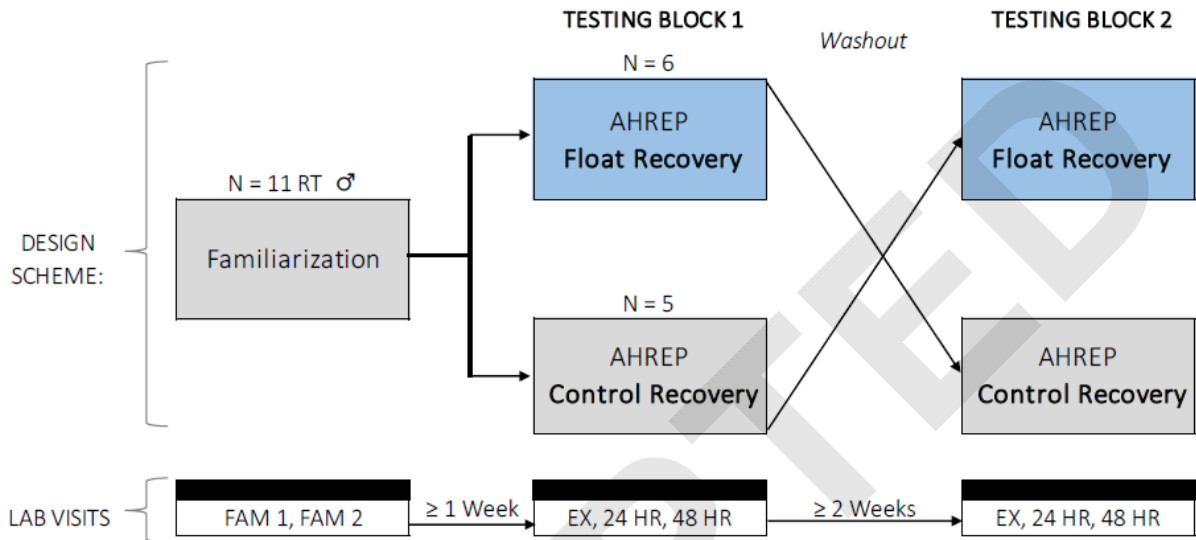 TESTING BLOCK 1
Washout
TESTING BLOCK 2
N = 6
AHREP
Float Recovery
AHREP
Float Recovery
N = 11 RT ♂
DESIGN
SCHEME:
Familiarization
N = 5
AHREP
Control Recovery
AHREP
Control Recovery
LAB VISITS
FAM 1, FAM 2
≥ 1 Week
EX, 24 HR, 48 HR
≥ 2 Weeks
EX, 24 HR, 48 HR
PTED